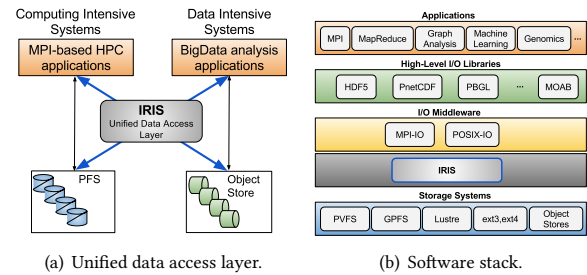 Computing Intensive
Systems
MPI-based HPC
applications
Data Intensive
Systems
BigData analysis
applications
IRIS
Unified Data Access
Layer
PFS
Object
Store
(a) Unified data access layer.
Applications
MPI
MapReduce
Graph
Analysis
Machine
Learning
Genomics
...
High-Level I/O Libraries
HDF5
PnetCDF
PBGL
...
MOAB
I/O Middleware
MPI-IO
POSIX-IO
IRIS
Storage Systems
PVFS
GPFS
Lustre
ext3,ext4
Object
Stores
(b) Software stack.